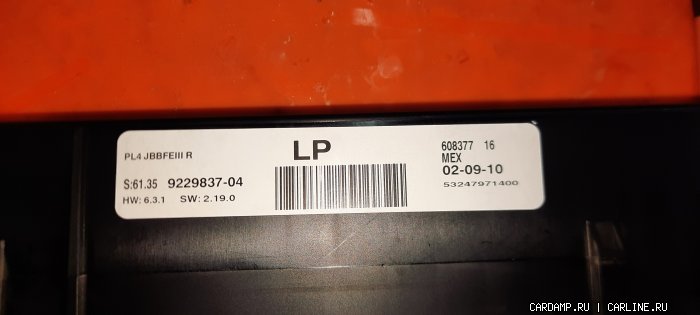 PL4 JBBFEIII R
LP
608377 16
MEX
S:61.35 9229837-04
02-09-10
HW: 6.3.1 SW: 2.19.0
53247971400
CARDAMP.RU | CARLINE.RU